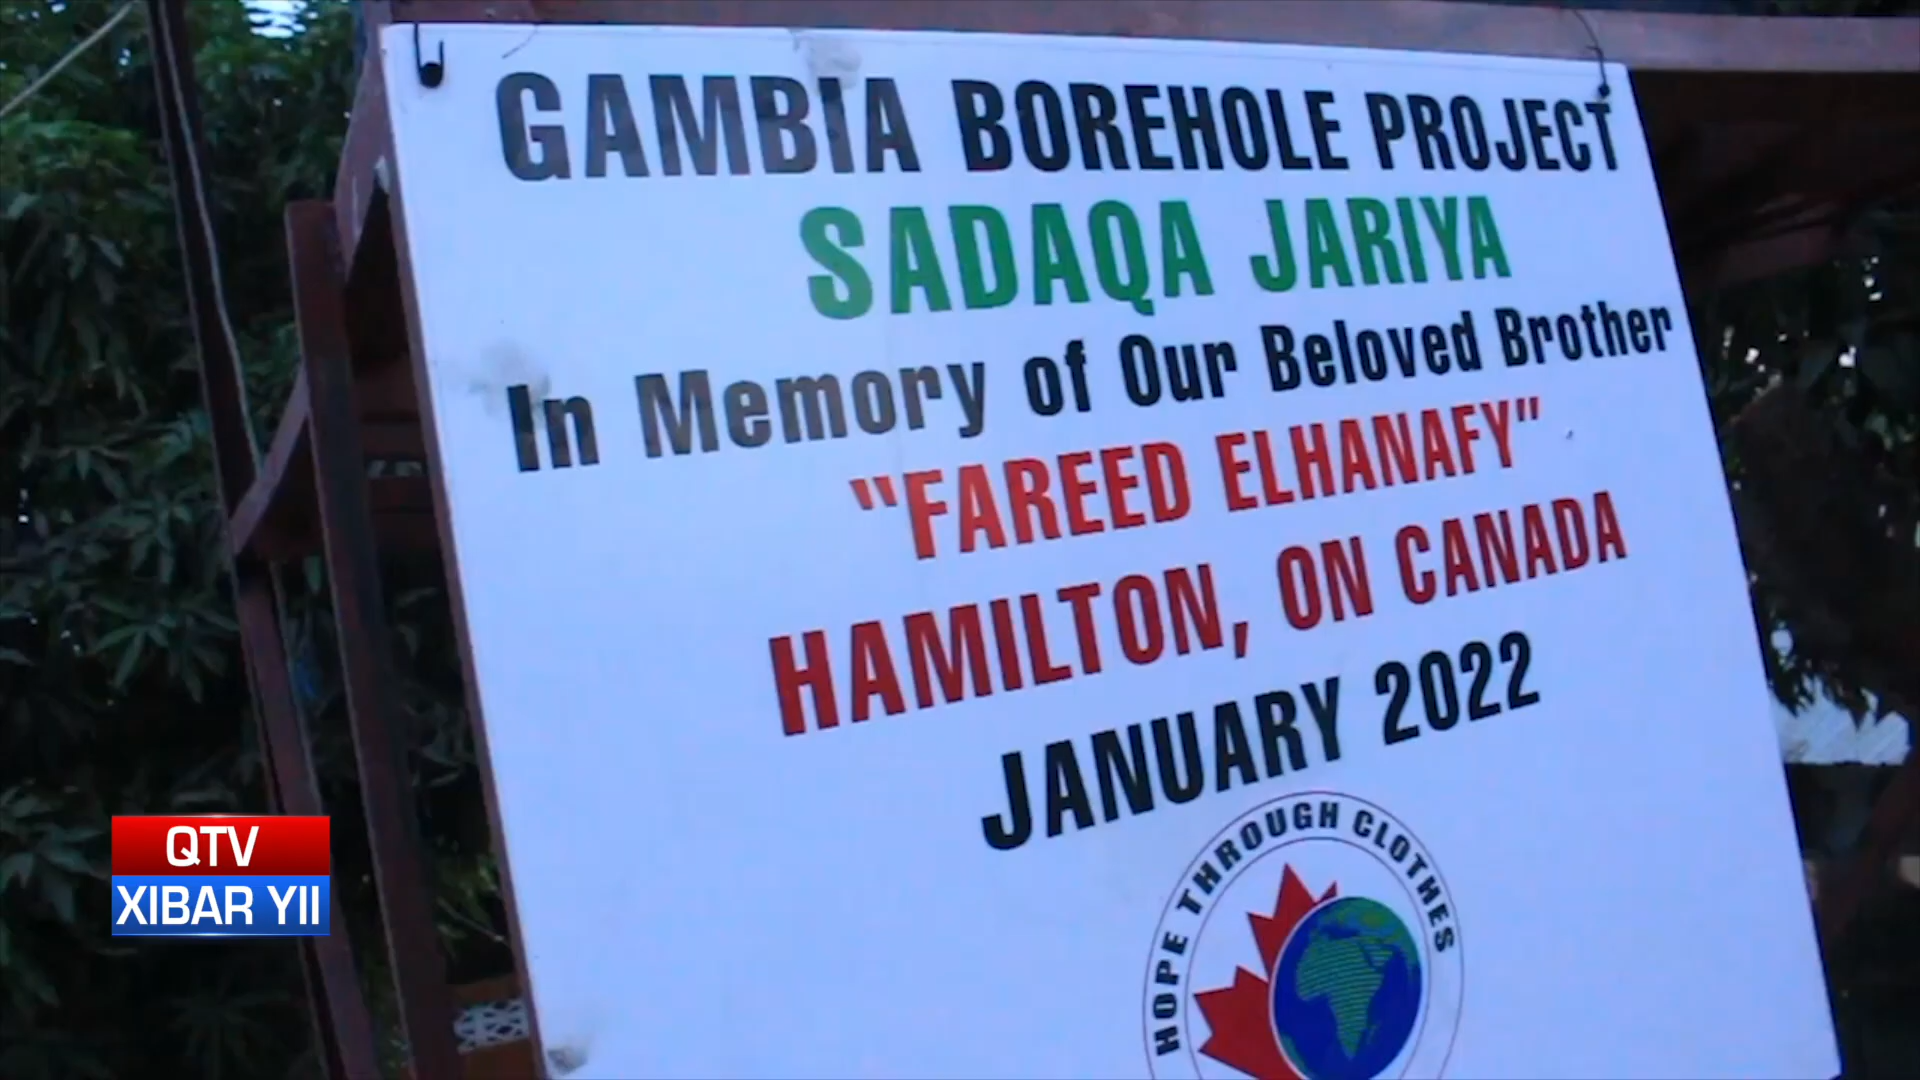 GAMBIA BOREHOLE PROJECT
SADAQA JARIYA
In Memory of Our Beloved Brother
"FAREED ELHANAFY"
HAMILTON, ON CANADA
JANUARY 2022
HOPE THROUGH CLOTHES
QTV
XIBAR YII